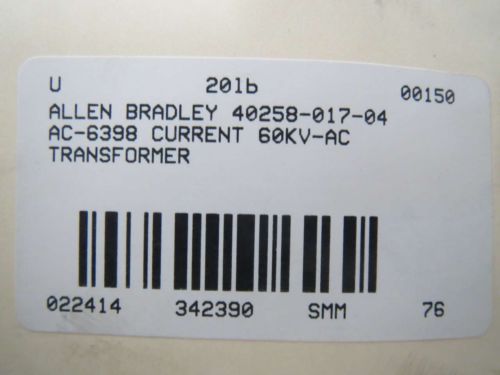 U 201b 00150
ALLEN BRADLEY 40258-017-04
AC-6398 CURRENT 60KV-AC
TRANSFORMER
022414 342390 SMM 76